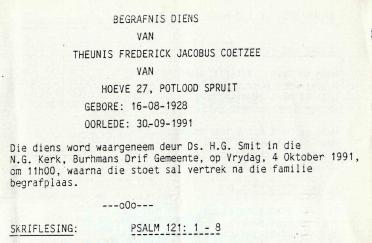 BEGRAFNIS DIENS
VAN
THEUNIS FREDERICK JACOBUS COETZEE
VAN
HOEVE 27, POTLOOD SPRUIT
GEBORE: 16-08-1928
OORLEDE: 30.-09-1991
Die diens word waargeneem deur Ds. H.G. Smit in die
N.G. Kerk, Burhmans Drif Gemeente, op Vrydag, 4 Oktober 1991,
om 11h00, waarna die stoet sal vertrek na die familie
begrafplaas.
---oOo---
SKRIFLESING: PSALM 121: 1 - 8